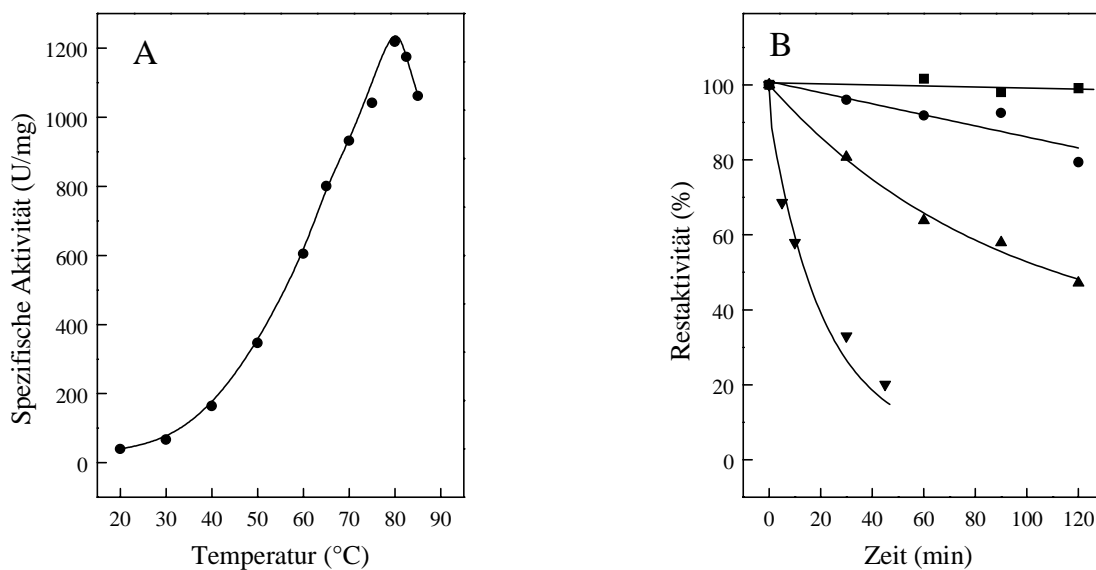 A
Spezifische Aktivität (U/mg)
1200
1000
800
600
400
200
0
20 30 40 50 60 70 80 90
Temperatur (°C)
B
Restaktivität (%)
100
80
60
40
20
0
0 20 40 60 80 100 120
Zeit (min)